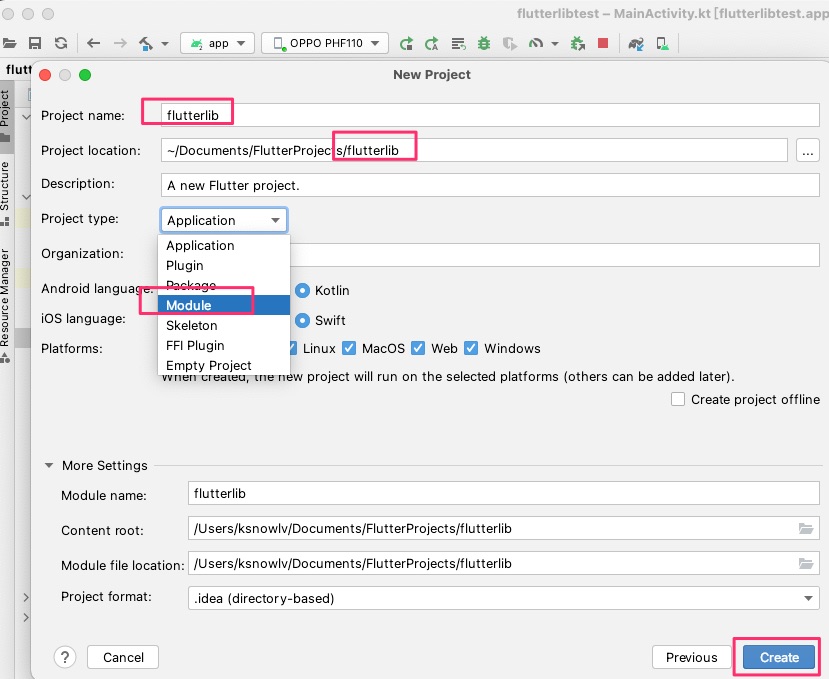 flutterlibtest – MainActivity.kt [flutterlibtest.app
app
OPPO PHF110
flutt
New Project
Project
Structure
Resource Manager
Project name:
flutterlib
Project location:
~/Documents/FlutterProjects/flutterlib
...
Description:
A new Flutter project.
Project type:
Application
Application
Plugin
Package
Module
Skeleton
FFI Plugin
Empty Project
Organization:
Android language:
Kotlin
iOS language:
Swift
Platforms:
Linux MacOS Web Windows
When created, the new project will run on the selected platforms (others can be added later).
Create project offline
More Settings
Module name:
flutterlib
Content root:
/Users/ksnowlv/Documents/FlutterProjects/flutterlib
Module file location:
/Users/ksnowlv/Documents/FlutterProjects/flutterlib
Project format:
.idea (directory-based)
?
Cancel
Previous
Create